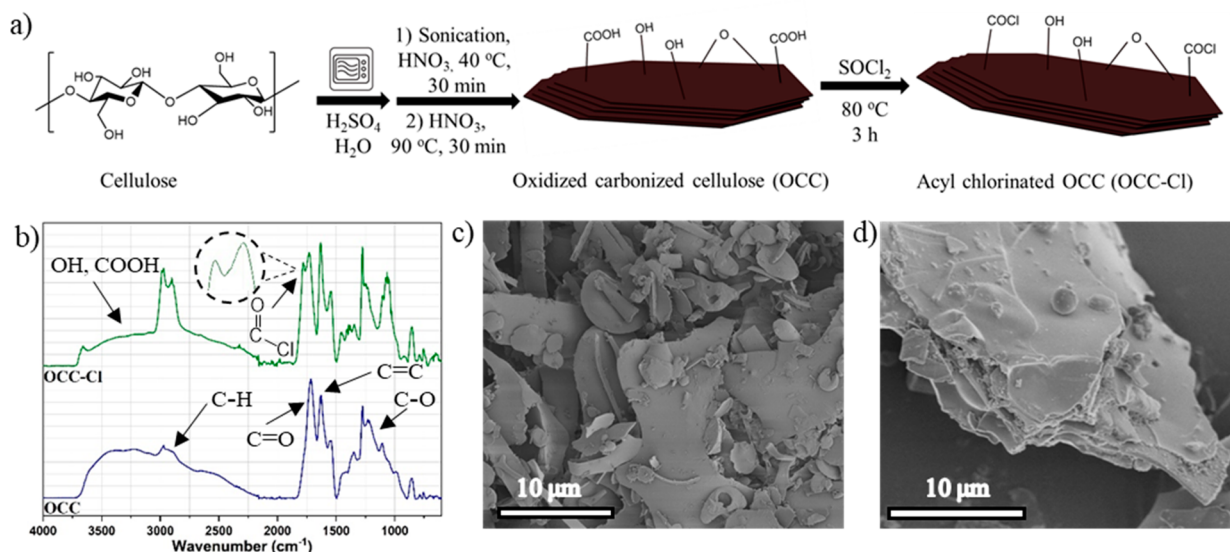 a)
OH
OH
OH
O
O
HO
O
HO
OH
OH
O
OH
H₂SO₄
H₂O
1) Sonication,
HNO₃, 40 °C,
30 min
2) HNO₃,
90 °C, 30 min
COOH
OH
OH
O
COOH
SOCl₂
80 °C
3 h
COCl
OH
OH
O
COCl
Cellulose
Oxidized carbonized cellulose (OCC)
Acyl chlorinated OCC (OCC-Cl)
b)
OH, COOH
O
C
Cl
OCC-Cl
C=C
C-H
C-O
C=O
OCC
4000 3500 3000 2500 2000 1500 1000
Wavenumber (cm⁻¹)
c)
10 μm
d)
10 μm